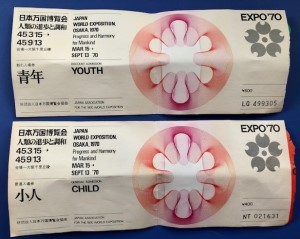 日本万国博覧会
人類の進歩と調和
45 3 15 →
45 9 13
JAPAN
WORLD EXPOSITION,
OSAKA, 1970
Progress and Harmony
for Mankind
MAR.15 →
SEPT 13 '70
EXPO'70
青年
YOUTH
¥600
LG 499305
日本万国博覧会
人類の進歩と調和
45 3 15 →
45 9 13
JAPAN
WORLD EXPOSITION,
OSAKA, 1970
Progress and Harmony
for Mankind
MAR.15 →
SEPT 13 '70
EXPO'70
小人
CHILD
¥400
NT 021631